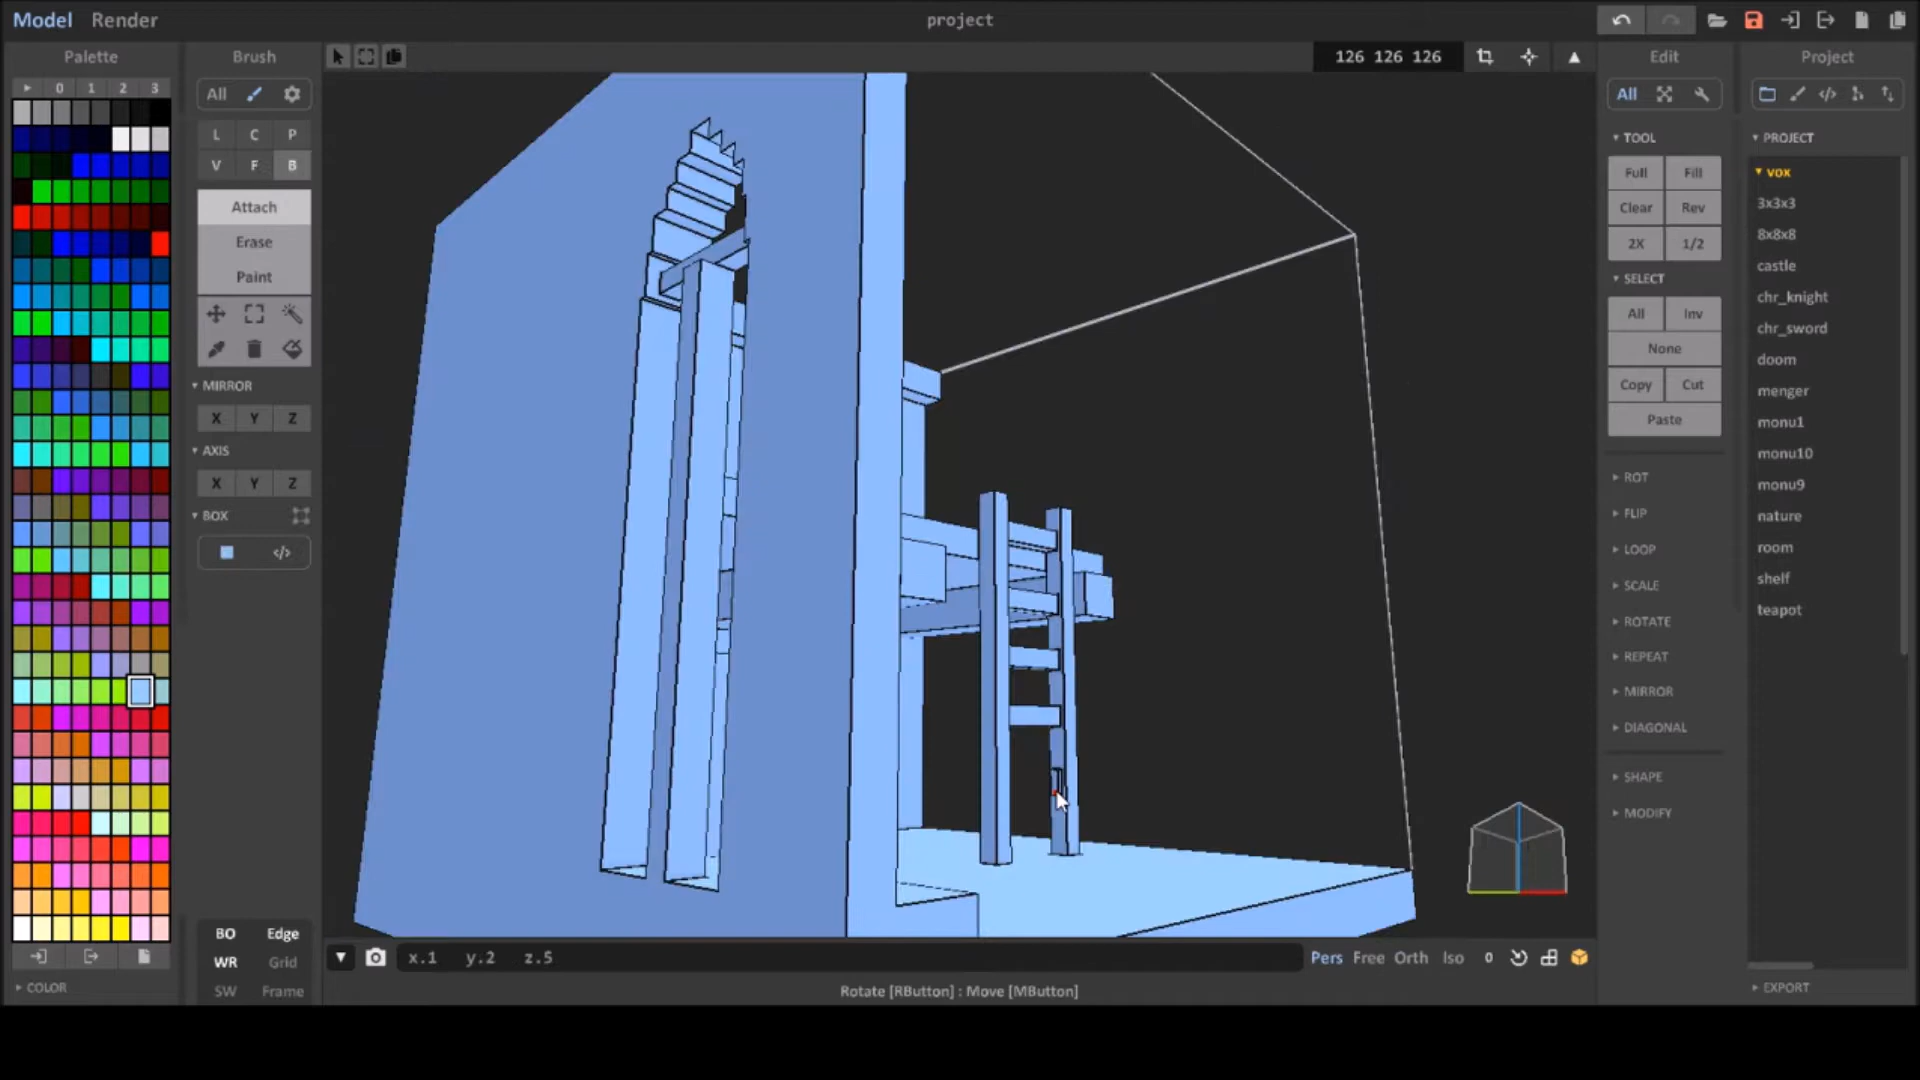 Model Render project
Palette Brush 126 126 126 Edit Project
0 1 2 3
All
All
L C P
V F B
Attach
Erase
Paint
MIRROR
X Y Z
AXIS
X Y Z
BOX
BO Edge
WR Grid
SW Frame
COLOR
x.1 y.2 z.5
Pers Free Orth Iso 0
Rotate [RButton] : Move [MButton]
TOOL
Full Fill
Clear Rev
2X 1/2
SELECT
All Inv
None
Copy Cut
Paste
ROT
FLIP
LOOP
SCALE
ROTATE
REPEAT
MIRROR
DIAGONAL
SHAPE
MODIFY
PROJECT
vox
3x3x3
8x8x8
castle
chr_knight
chr_sword
doom
menger
monu1
monu10
monu9
nature
room
shelf
teapot
EXPORT